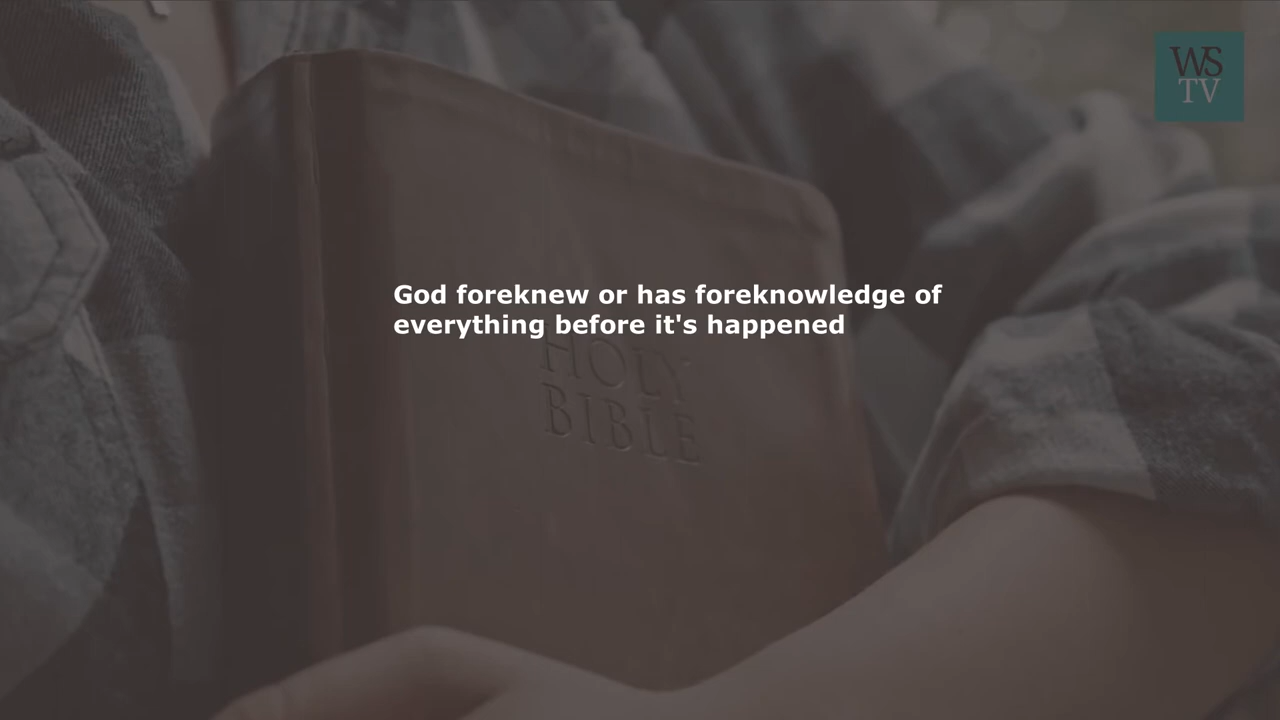 WS
TV
God foreknew or has foreknowledge of
everything before it's happened
HOLY
BIBLE